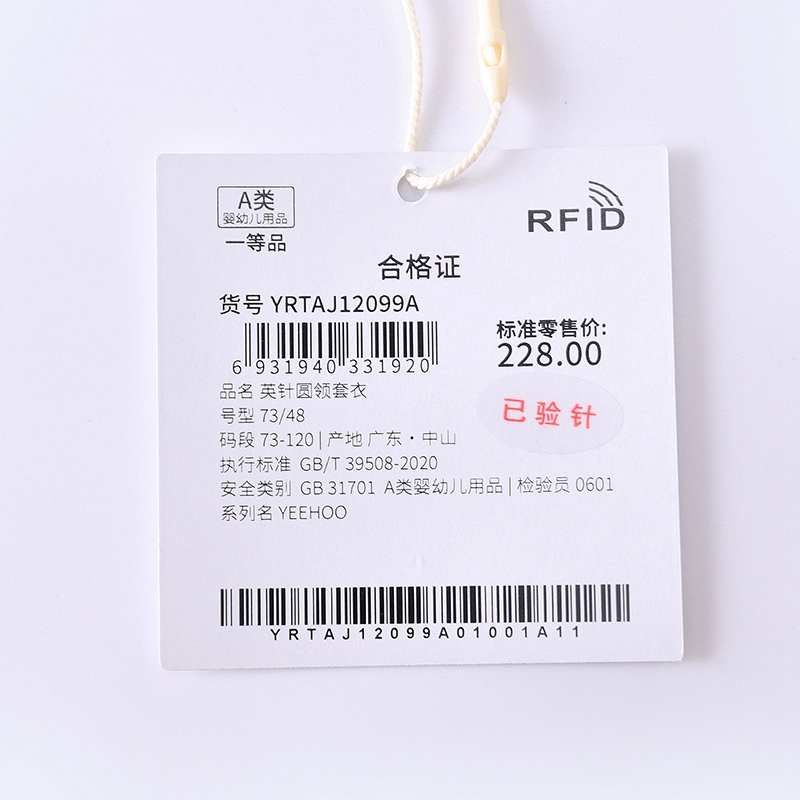 A类
婴幼儿用品
一等品
RFID
合格证
货号 YRTAJ12099A
6 931940 331920
标准零售价:
228.00
品名 英针圆领套衣
号型 73/48
码段 73-120 | 产地 广东·中山
已验针
执行标准 GB/T 39508-2020
安全类别 GB 31701 A类婴幼儿用品 | 检验员 0601
系列名 YEEHOO
YRTAJ12099A01001A11